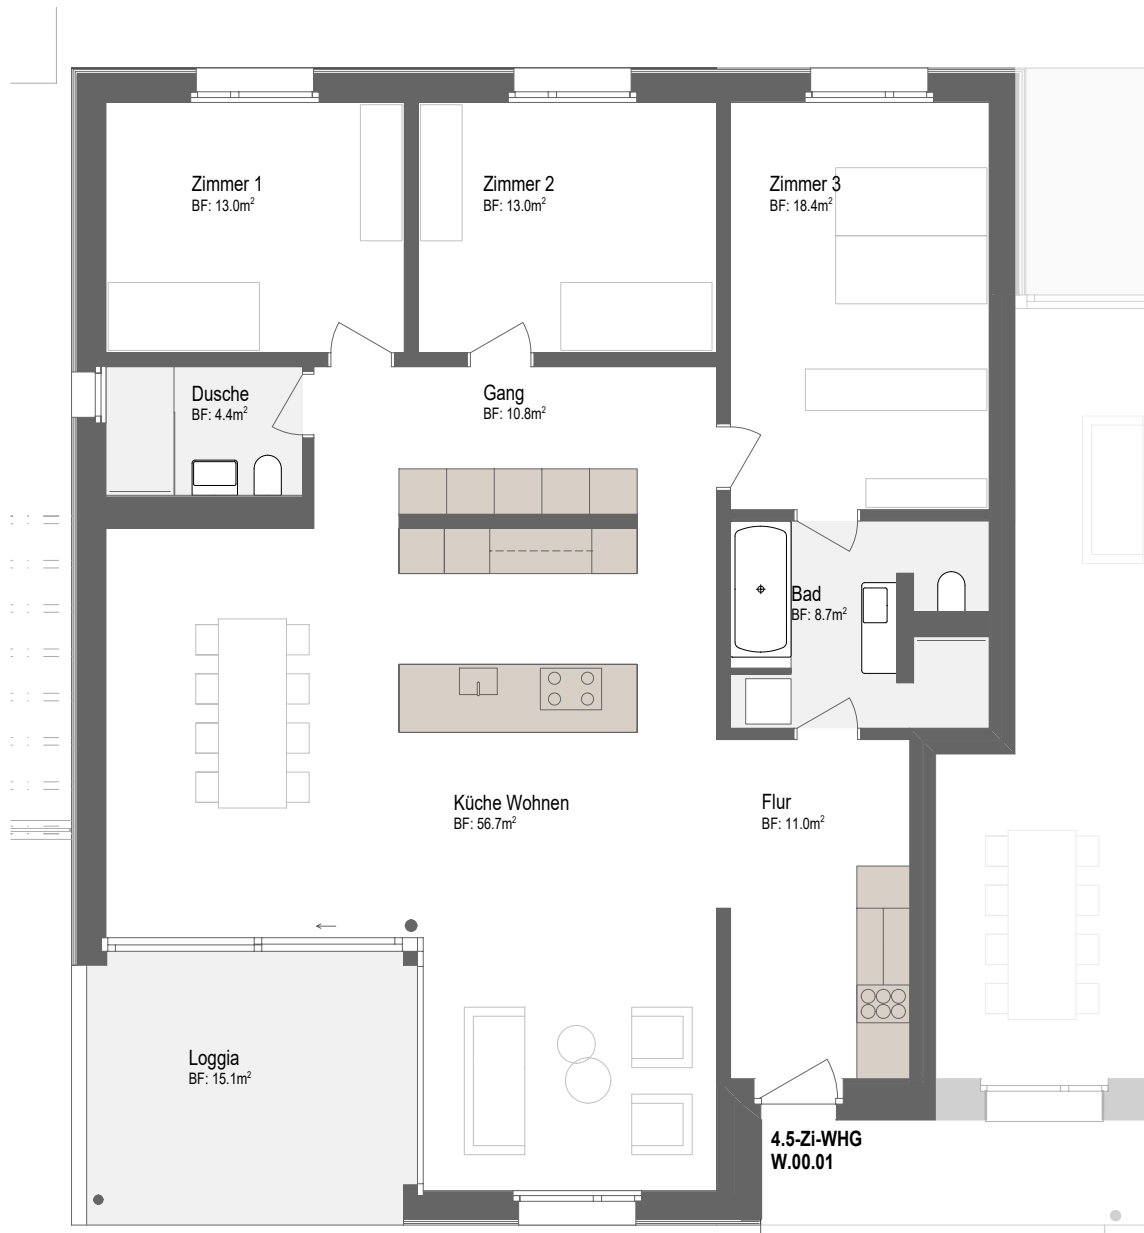 Zimmer 1
BF: 13.0m²
Zimmer 2
BF: 13.0m²
Zimmer 3
BF: 18.4m²
Dusche
BF: 4.4m²
Gang
BF: 10.8m²
Bad
BF: 8.7m²
Küche Wohnen
BF: 56.7m²
Flur
BF: 11.0m²
Loggia
BF: 15.1m²
4.5-Zi-WHG
W.00.01